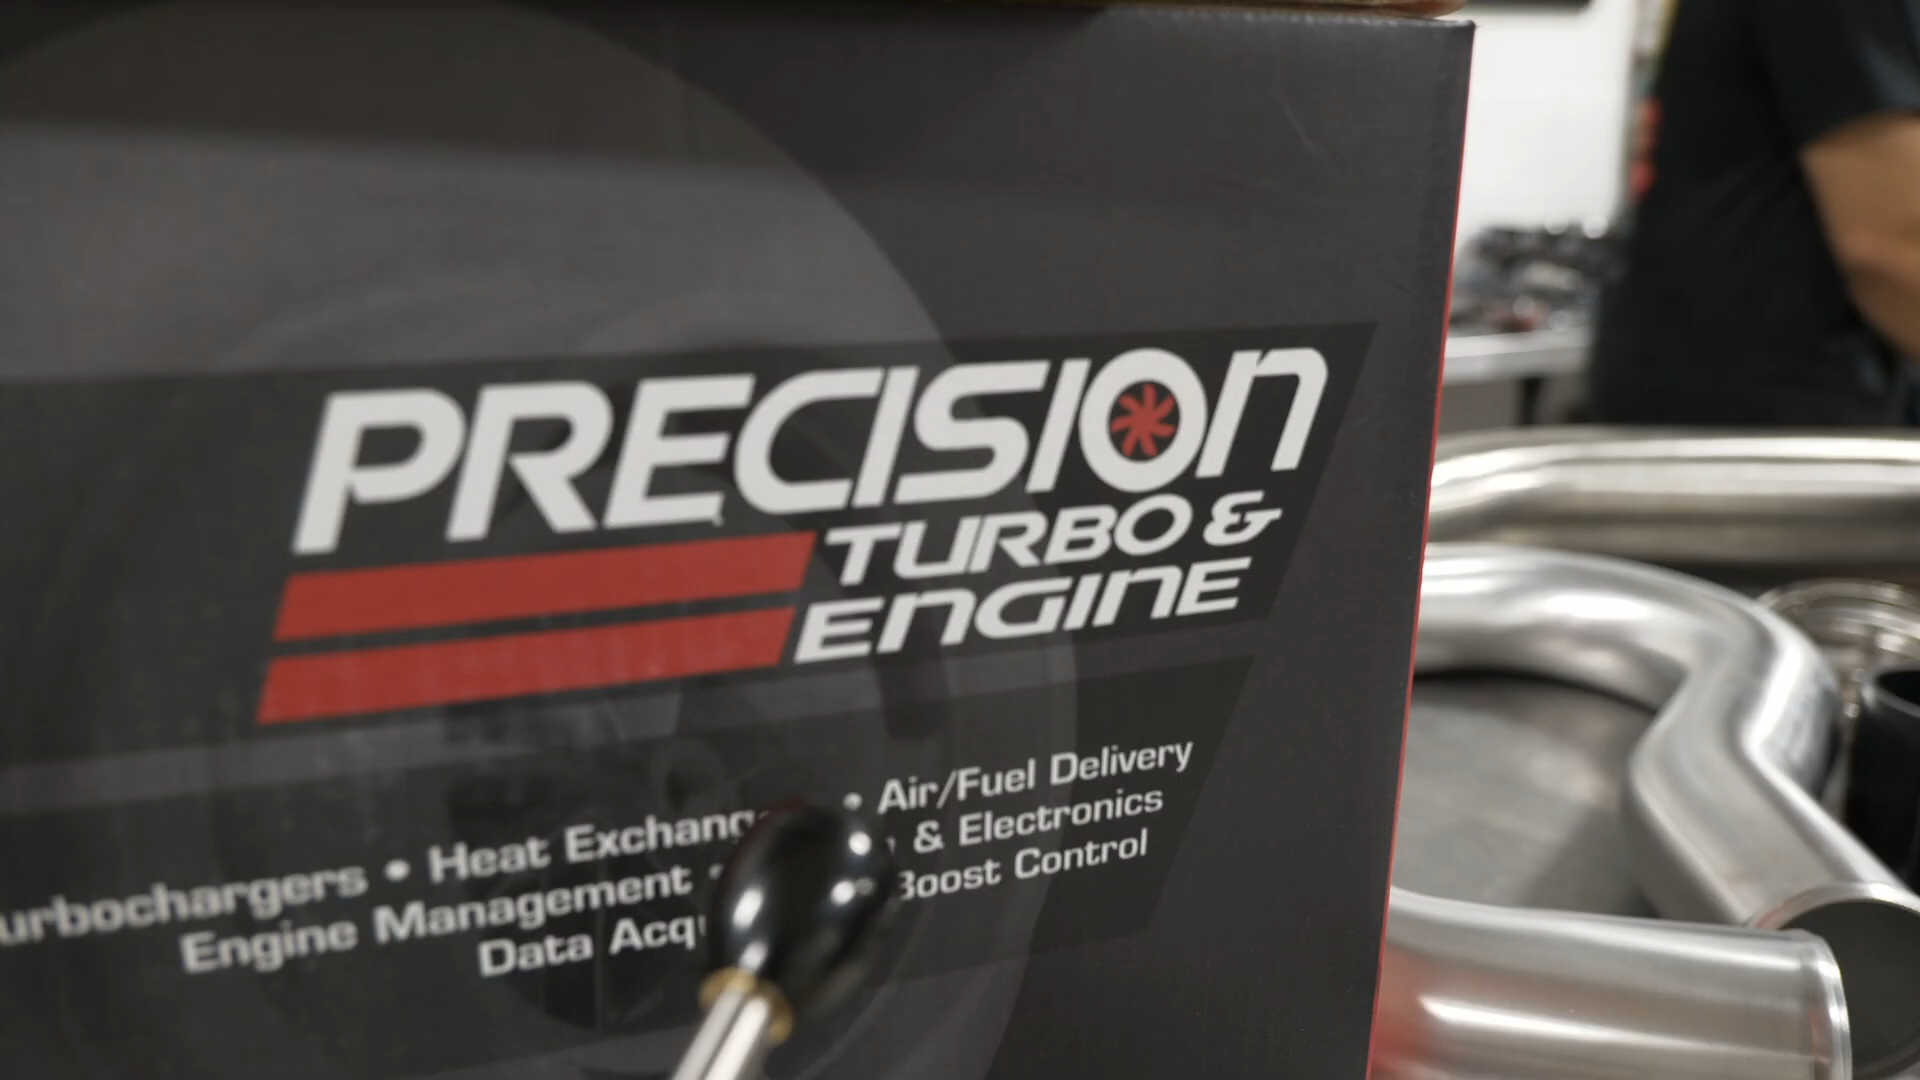 PRECISION
TURBO &
ENGINE
urbochargers • Heat Exchang • Air/Fuel Delivery
Engine Management • & Electronics
Data Acq Boost Control